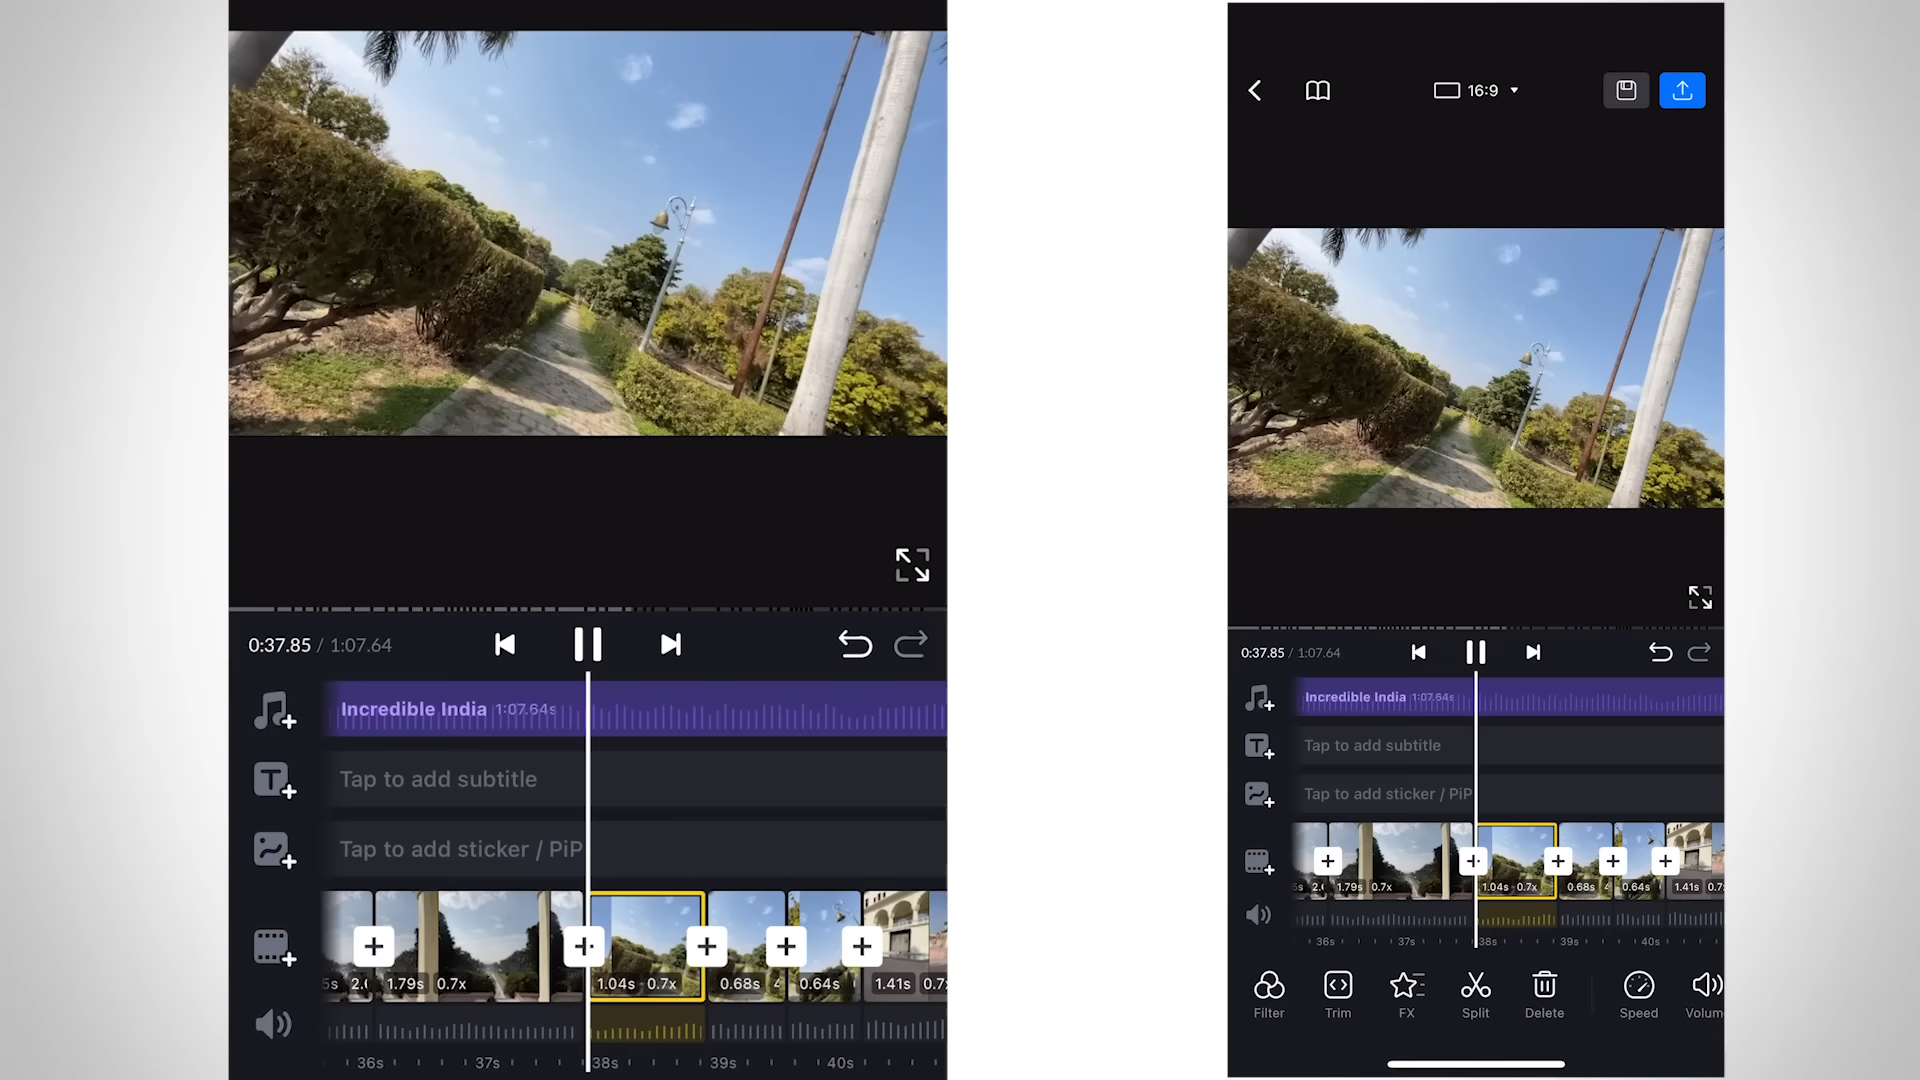 0:37.85 / 1:07.64
Incredible India 1:07.64s
Tap to add subtitle
Tap to add sticker / PiP
1.79s 0.7x
1.04s 0.7x
0.68s
0.64s
1.41s
36s 37s 38s 39s 40s
16:9
0:37.85 / 1:07.64
Incredible India 1:07.64s
Tap to add subtitle
Tap to add sticker / PiP
1.79s 0.7x
1.04s 0.7x
0.68s
0.64s
1.41s
36s 37s 38s 39s 40s
Filter Trim FX Split Delete Speed Volum